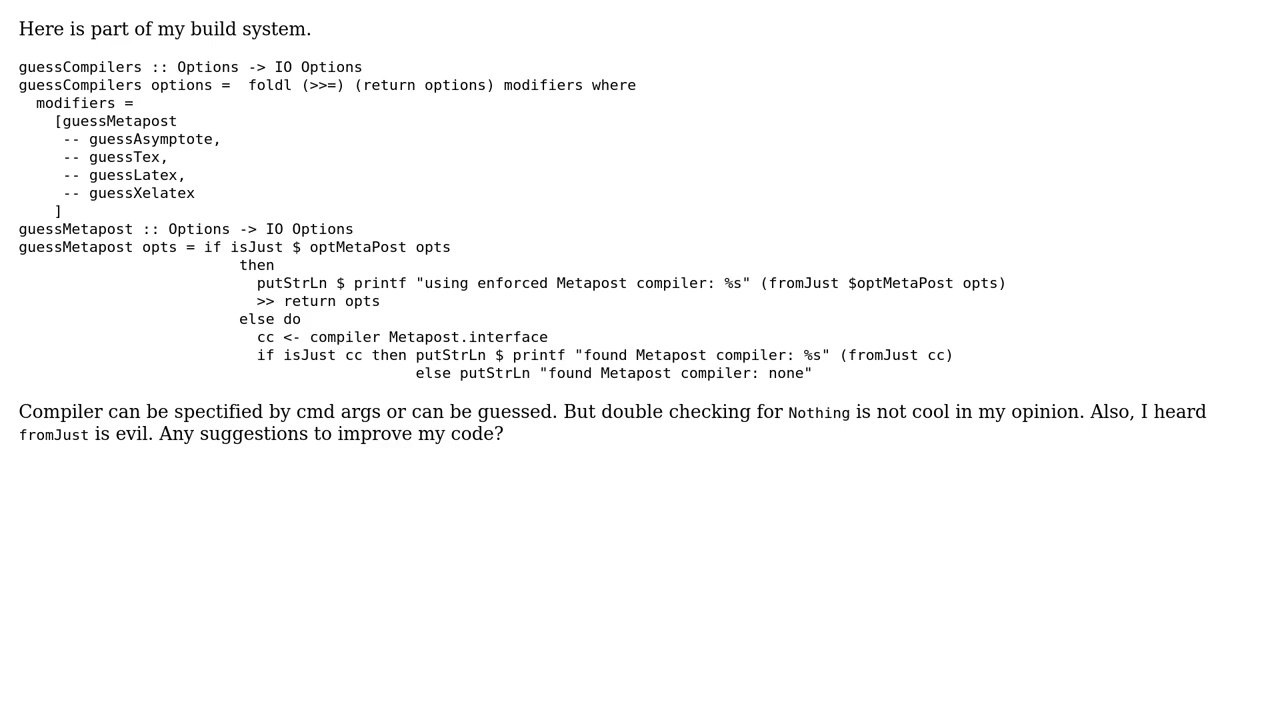 Here is part of my build system.
guessCompilers :: Options -> IO Options
guessCompilers options =  foldl (>>=) (return options) modifiers where
  modifiers =
    [guessMetapost
     -- guessAsymptote,
     -- guessTex,
     -- guessLatex,
     -- guessXelatex
    ]
guessMetapost :: Options -> IO Options
guessMetapost opts = if isJust $ optMetaPost opts
                         then
                           putStrLn $ printf "using enforced Metapost compiler: %s" (fromJust $optMetaPost opts)
                           >> return opts
                         else do
                           cc <- compiler Metapost.interface
                           if isJust cc then putStrLn $ printf "found Metapost compiler: %s" (fromJust cc)
                                             else putStrLn "found Metapost compiler: none"
Compiler can be spectified by cmd args or can be guessed. But double checking for Nothing is not cool in my opinion. Also, I heard
fromJust is evil. Any suggestions to improve my code?